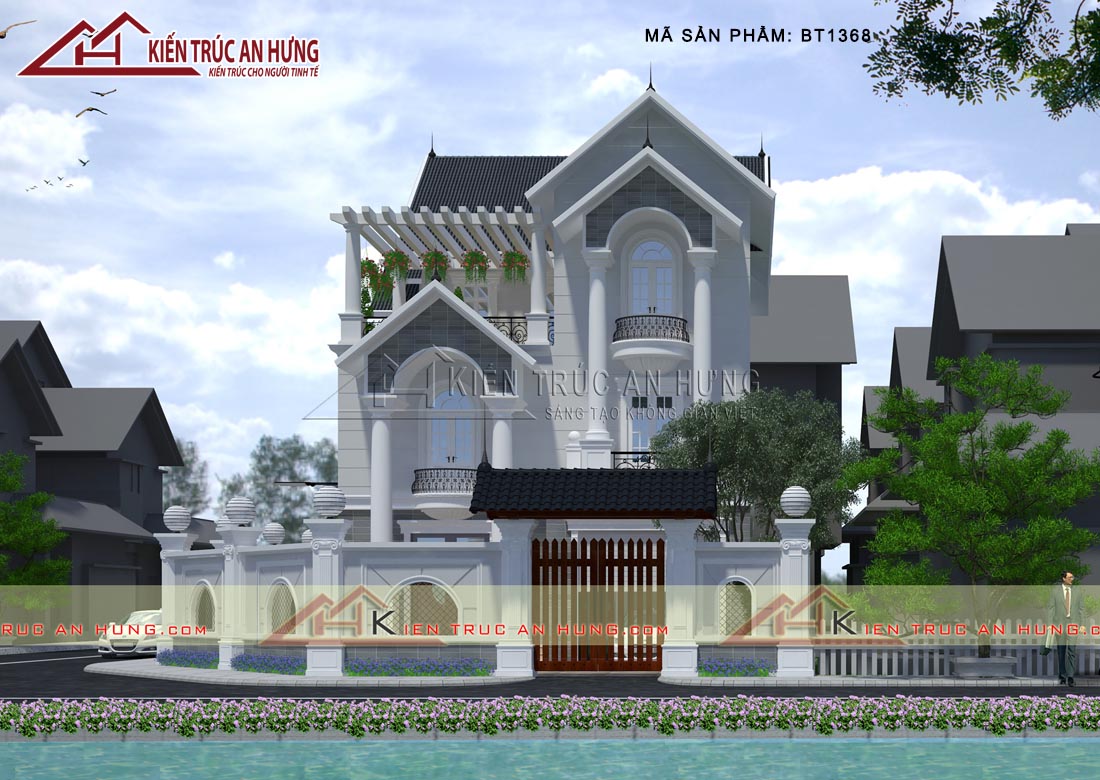 MÃ SẢN PHẨM: BT1368
KIẾN TRÚC AN HƯNG
KIẾN TRÚC CHO NGƯỜI TINH TẾ
KIẾN TRÚC AN HƯNG
SÁNG TẠO KHÔNG GIAN VIỆT
RUC AN HUNG.COM
KIEN TRUC AN HUNG.COM
KIEN TRUC AN HUNG.C